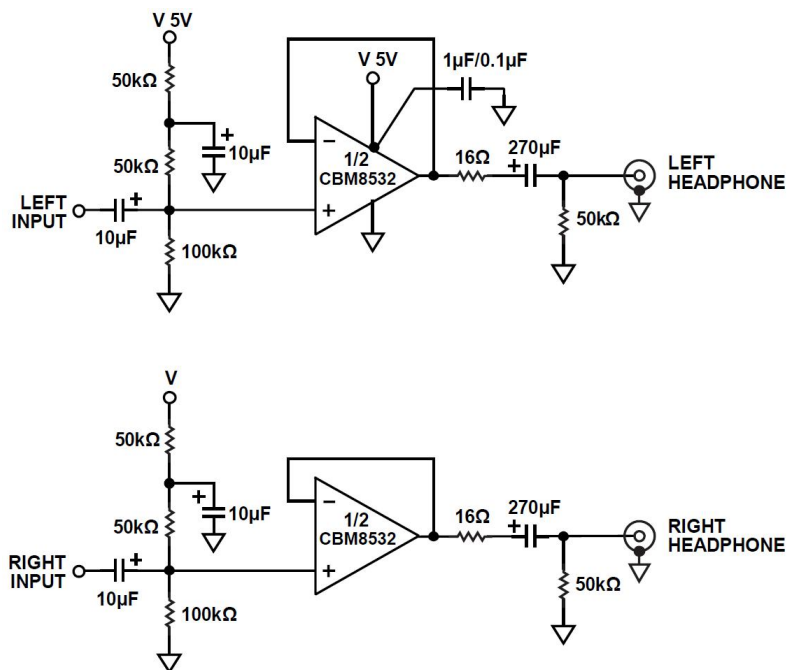 V 5V
50kΩ
+
10µF
50kΩ
LEFT
INPUT
+
10µF
100kΩ
V 5V
1µF/0.1µF
−
1/2
CBM8532
+
16Ω
270µF
+
50kΩ
LEFT
HEADPHONE
V
50kΩ
+
10µF
50kΩ
RIGHT
INPUT
+
10µF
100kΩ
−
1/2
CBM8532
+
16Ω
270µF
+
50kΩ
RIGHT
HEADPHONE